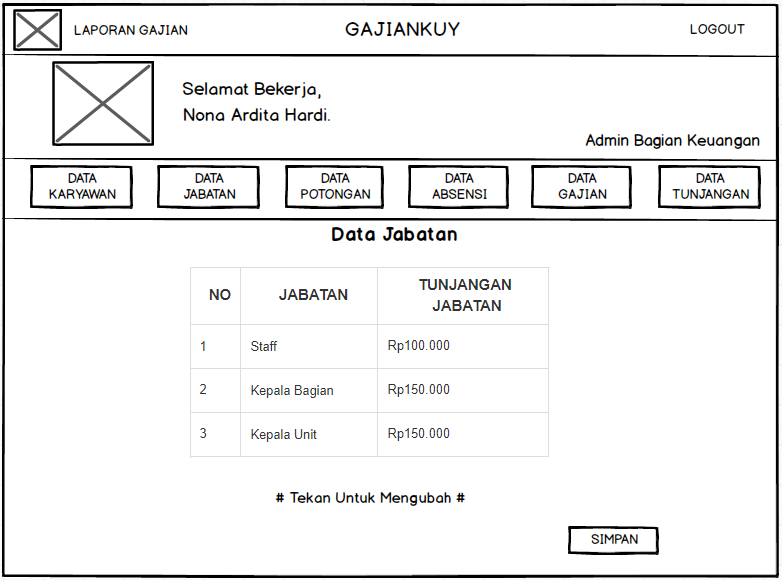 LAPORAN GAJIAN GAJIANKUY LOGOUT
Selamat Bekerja,
Nona Ardita Hardi.
Admin Bagian Keuangan
DATA KARYAWAN
DATA JABATAN
DATA POTONGAN
DATA ABSENSI
DATA GAJIAN
DATA TUNJANGAN
Data Jabatan
NO JABATAN TUNJANGAN JABATAN
1 Staff Rp100.000
2 Kepala Bagian Rp150.000
3 Kepala Unit Rp150.000
# Tekan Untuk Mengubah #
SIMPAN